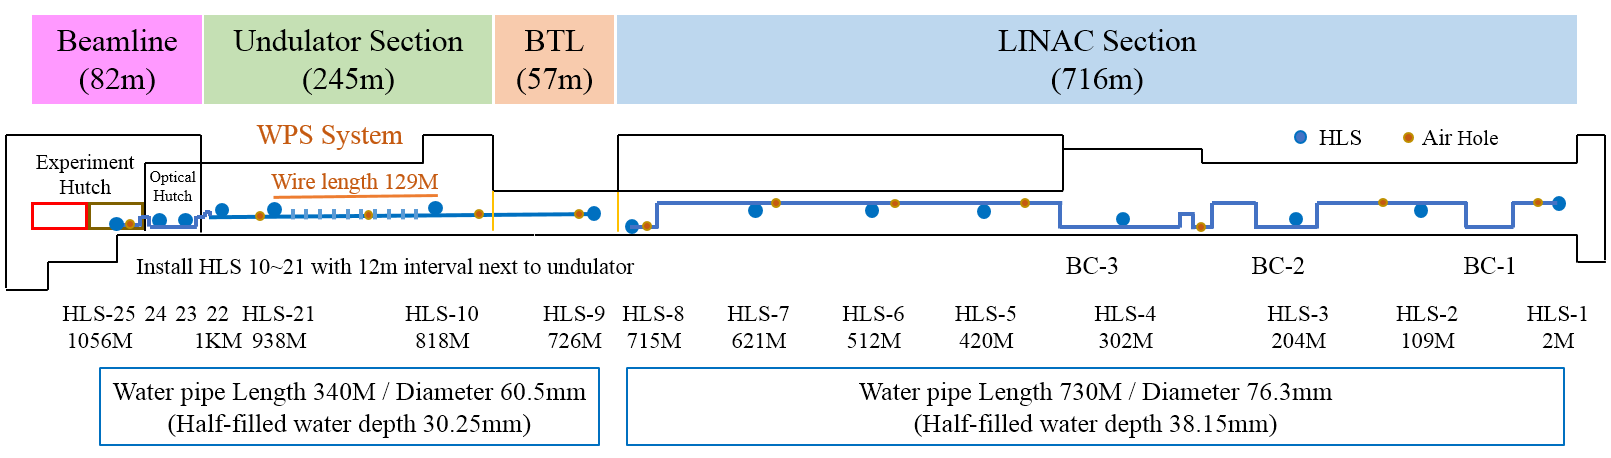 Beamline
(82m)
Undulator Section
(245m)
BTL
(57m)
LINAC Section
(716m)
WPS System
HLS
Air Hole
Experiment
Hutch
Optical
Hutch
Wire length 129M
Install HLS 10~21 with 12m interval next to undulator
BC-3
BC-2
BC-1
HLS-25 24 23 22 HLS-21 HLS-10 HLS-9 HLS-8 HLS-7 HLS-6 HLS-5 HLS-4 HLS-3 HLS-2 HLS-1
1056M 1KM 938M 818M 726M 715M 621M 512M 420M 302M 204M 109M 2M
Water pipe Length 340M / Diameter 60.5mm
(Half-filled water depth 30.25mm)
Water pipe Length 730M / Diameter 76.3mm
(Half-filled water depth 38.15mm)